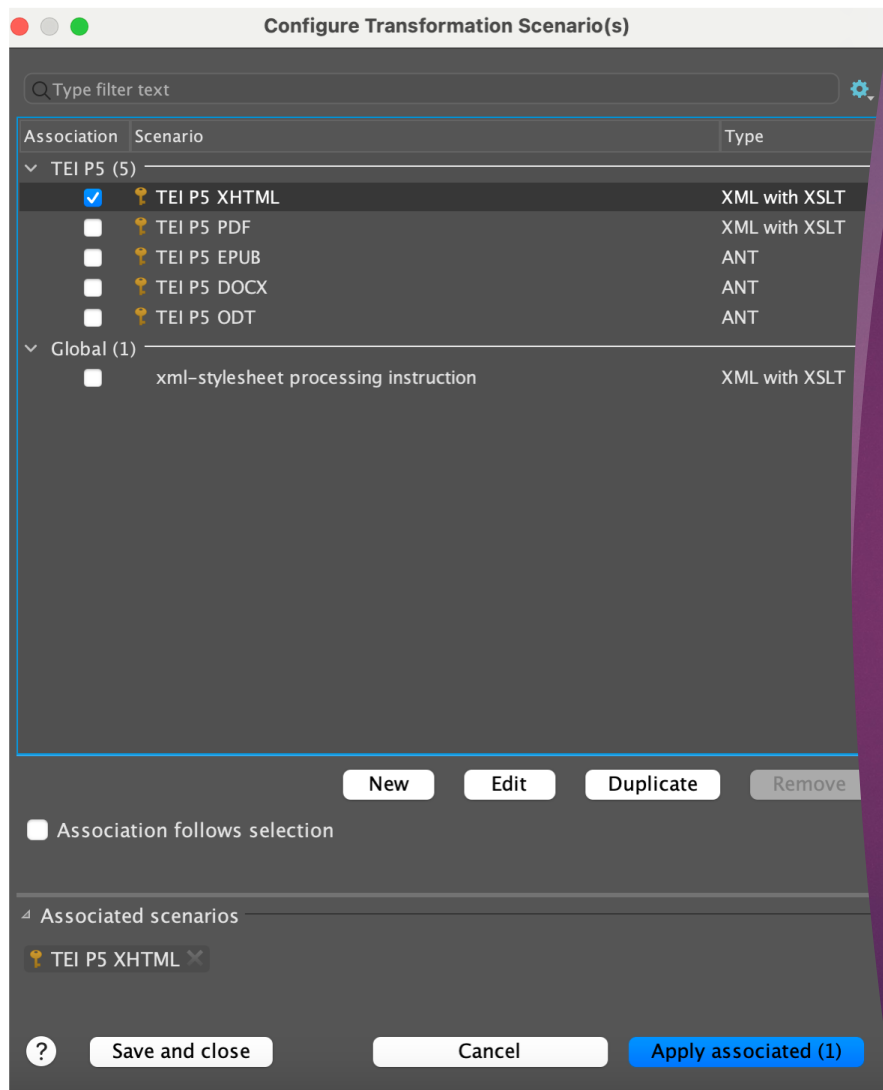 Configure Transformation Scenario(s)
Type filter text
Association Scenario Type
TEI P5 (5)
TEI P5 XHTML XML with XSLT
TEI P5 PDF XML with XSLT
TEI P5 EPUB ANT
TEI P5 DOCX ANT
TEI P5 ODT ANT
Global (1)
xml-stylesheet processing instruction XML with XSLT
New Edit Duplicate Remove
Association follows selection
Associated scenarios
TEI P5 XHTML
? Save and close Cancel Apply associated (1)